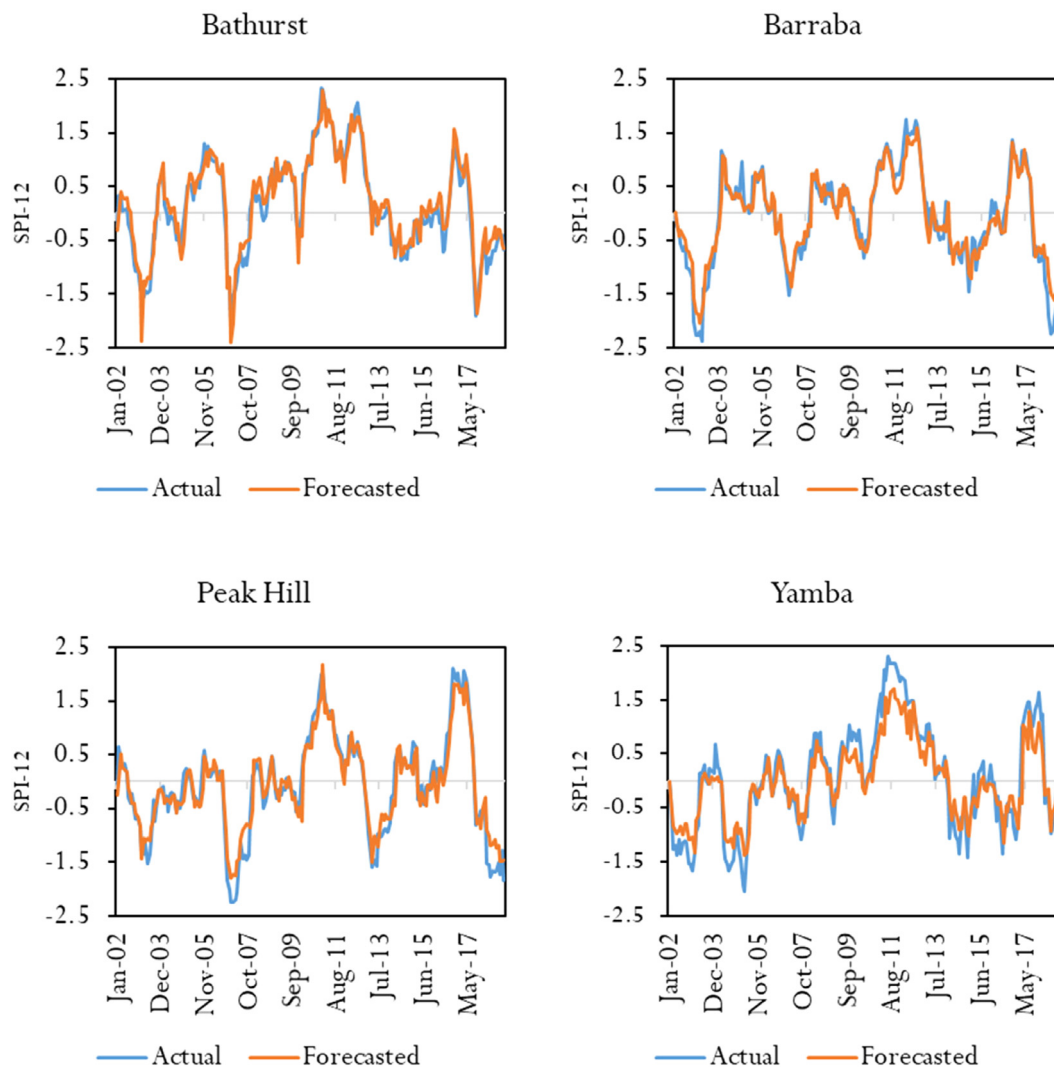 Bathurst
2.5
1.5
0.5
-0.5
-1.5
-2.5
SPI-12
Jan-02
Dec-03
Nov-05
Oct-07
Sep-09
Aug-11
Jul-13
Jun-15
May-17
Actual Forecasted
Barraba
2.5
1.5
0.5
-0.5
-1.5
-2.5
SPI-12
Jan-02
Dec-03
Nov-05
Oct-07
Sep-09
Aug-11
Jul-13
Jun-15
May-17
Actual Forecasted
Peak Hill
2.5
1.5
0.5
-0.5
-1.5
-2.5
SPI-12
Jan-02
Dec-03
Nov-05
Oct-07
Sep-09
Aug-11
Jul-13
Jun-15
May-17
Actual Forecasted
Yamba
2.5
1.5
0.5
-0.5
-1.5
-2.5
SPI-12
Jan-02
Dec-03
Nov-05
Oct-07
Sep-09
Aug-11
Jul-13
Jun-15
May-17
Actual Forecasted